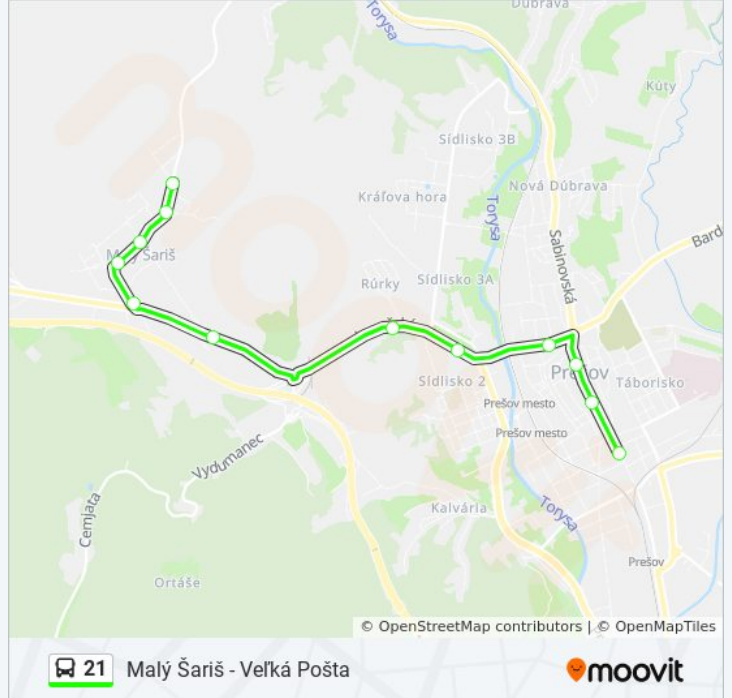 Dúbrava
Torysa
Kúty
Sídlisko 3B
Nová Dúbrava
Kráľova hora
Torysa
Sabinovská
Bard
Malý Šariš
Rúrky
Sídlisko 3A
Prešov
Sídlisko 2
Táborisko
Prešov mesto
Prešov mesto
Vydumanec
Kalvária
Torysa
Cemjata
Prešov
Ortáše
© OpenStreetMap contributors | © OpenMapTiles
21 Malý Šariš - Veľká Pošta
moovit